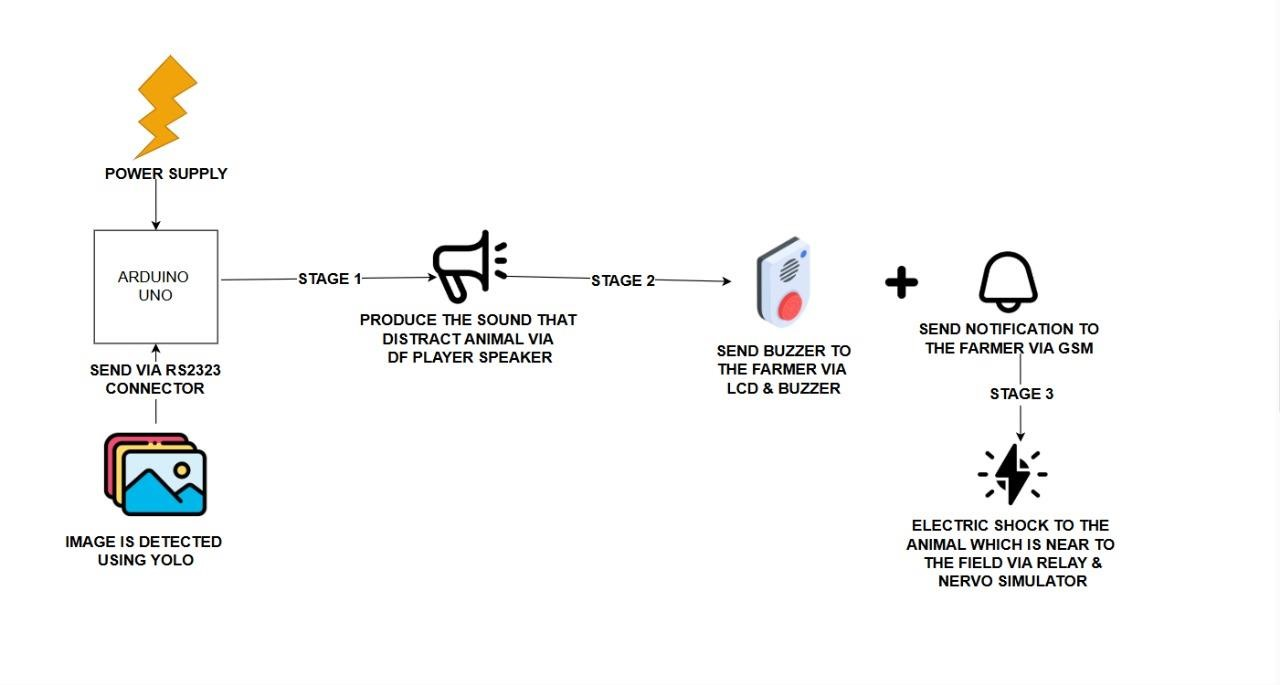 POWER SUPPLY
ARDUINO
UNO
STAGE 1
STAGE 2
PRODUCE THE SOUND THAT
DISTRACT ANIMAL VIA
DF PLAYER SPEAKER
SEND BUZZER TO
THE FARMER VIA
LCD & BUZZER
SEND NOTIFICATION TO
THE FARMER VIA GSM
SEND VIA RS2323
CONNECTOR
STAGE 3
IMAGE IS DETECTED
USING YOLO
ELECTRIC SHOCK TO THE
ANIMAL WHICH IS NEAR TO
THE FIELD VIA RELAY &
NERVO SIMULATOR